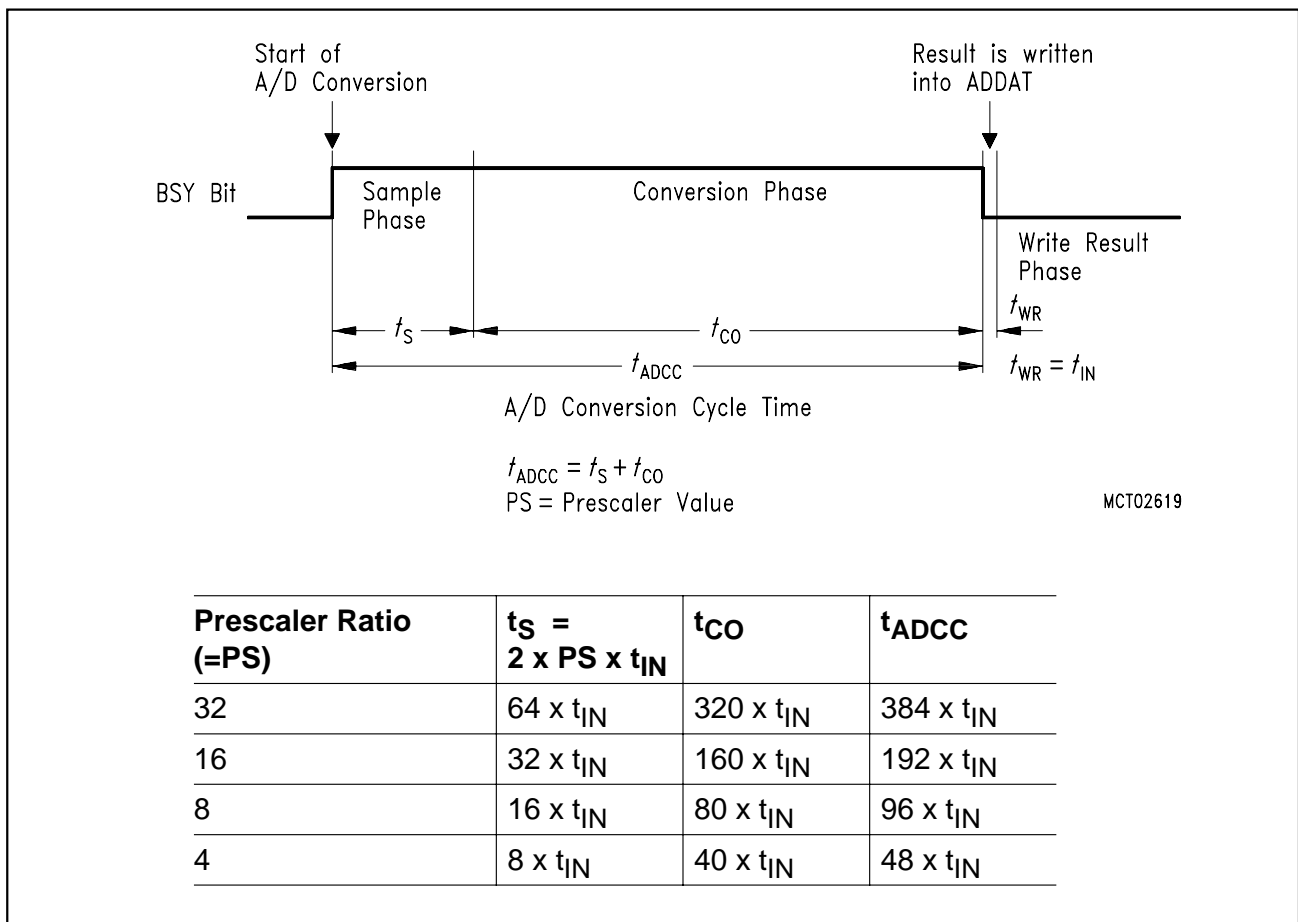 Start of
A/D Conversion
Result is written
into ADDAT
BSY Bit
Sample
Phase
Conversion Phase
Write Result
Phase
tS
tCO
tWR
tADCC
tWR = tIN
A/D Conversion Cycle Time
tADCC = tS + tCO
PS = Prescaler Value
MCT02619
Prescaler Ratio
(=PS)
tS =
2 x PS x tIN
tCO
tADCC
32 64 x tIN 320 x tIN 384 x tIN
16 32 x tIN 160 x tIN 192 x tIN
8 16 x tIN 80 x tIN 96 x tIN
4 8 x tIN 40 x tIN 48 x tIN